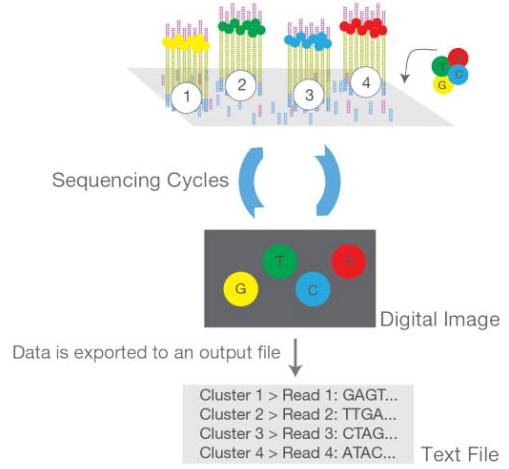 1
2
3
4
A
T
C
G
Sequencing Cycles
T
A
G
C
Digital Image
Data is exported to an output file
Cluster 1 > Read 1: GAGT...
Cluster 2 > Read 2: TTGA...
Cluster 3 > Read 3: CTAG...
Cluster 4 > Read 4: ATAC...
Text File